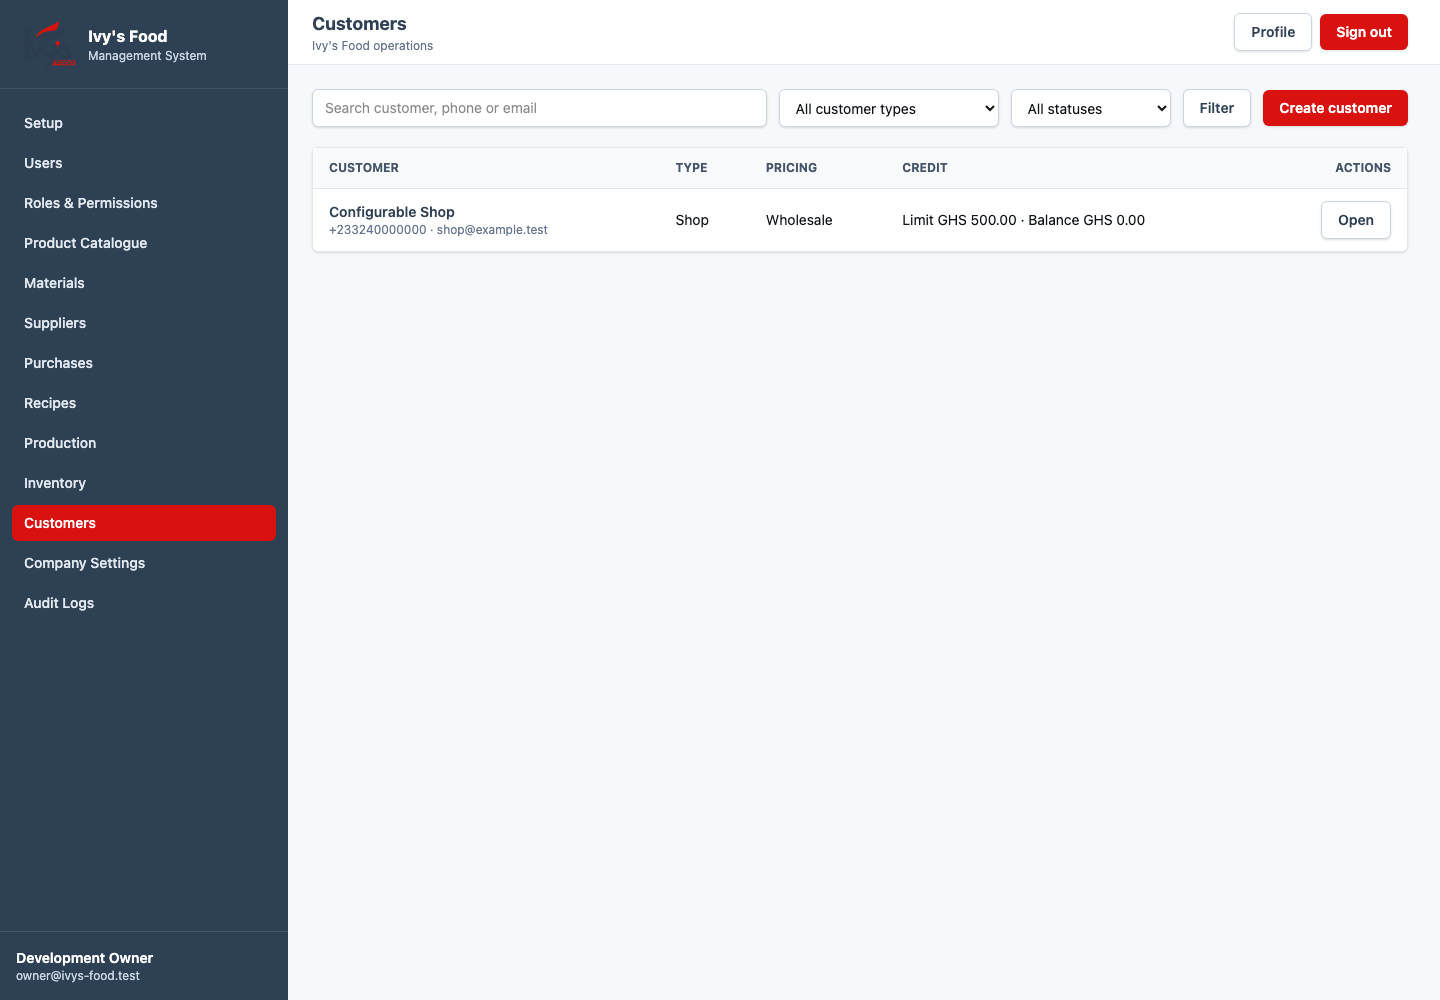 Ivy's Food
Management System
Setup
Users
Roles & Permissions
Product Catalogue
Materials
Suppliers
Purchases
Recipes
Production
Inventory
Customers
Company Settings
Audit Logs
Development Owner
owner@ivys-food.test
Customers
Ivy's Food operations
Profile
Sign out
Search customer, phone or email
All customer types
All statuses
Filter
Create customer
CUSTOMER TYPE PRICING CREDIT ACTIONS
Configurable Shop
+233240000000 · shop@example.test
Shop
Wholesale
Limit GHS 500.00 · Balance GHS 0.00
Open